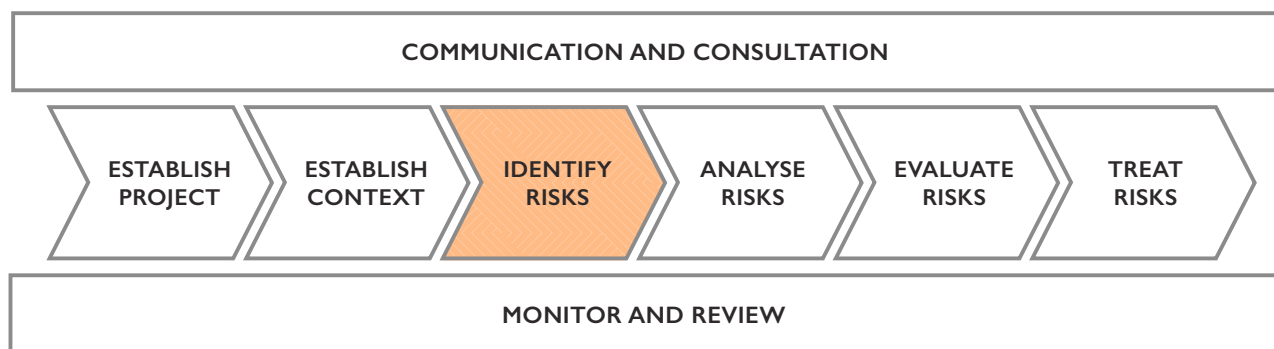 COMMUNICATION AND CONSULTATION
ESTABLISH
PROJECT
ESTABLISH
CONTEXT
IDENTIFY
RISKS
ANALYSE
RISKS
EVALUATE
RISKS
TREAT
RISKS
MONITOR AND REVIEW